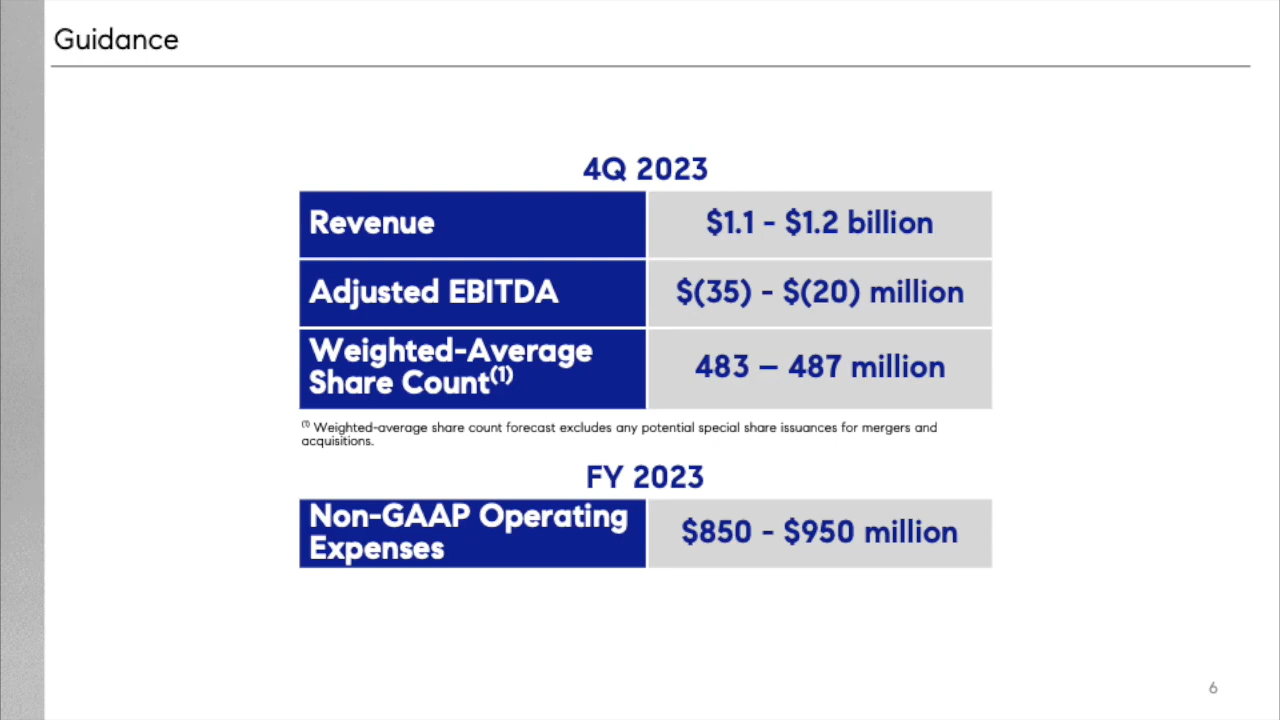 Guidance
4Q 2023
Revenue
$1.1 - $1.2 billion
Adjusted EBITDA
$(35) - $(20) million
Weighted-Average
Share Count(1)
483 – 487 million
(1) Weighted-average share count forecast excludes any potential special share issuances for mergers and
acquisitions.
FY 2023
Non-GAAP Operating
Expenses
$850 - $950 million
6